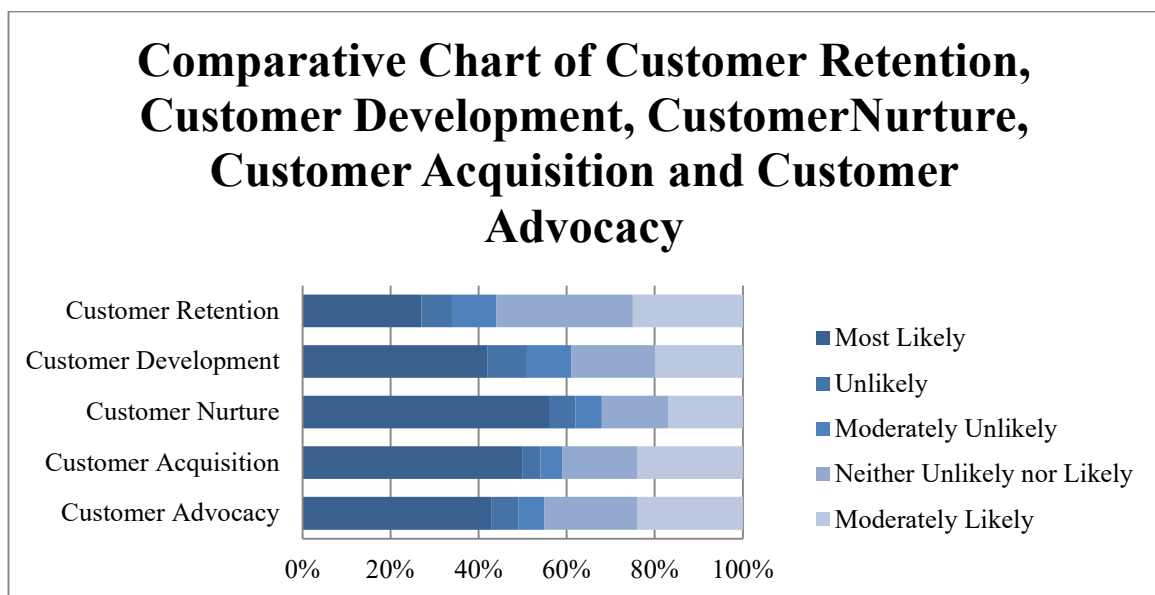 Comparative Chart of Customer Retention,
Customer Development, CustomerNurture,
Customer Acquisition and Customer
Advocacy
Customer Retention
Customer Development
Customer Nurture
Customer Acquisition
Customer Advocacy
0% 20% 40% 60% 80% 100%
Most Likely
Unlikely
Moderately Unlikely
Neither Unlikely nor Likely
Moderately Likely